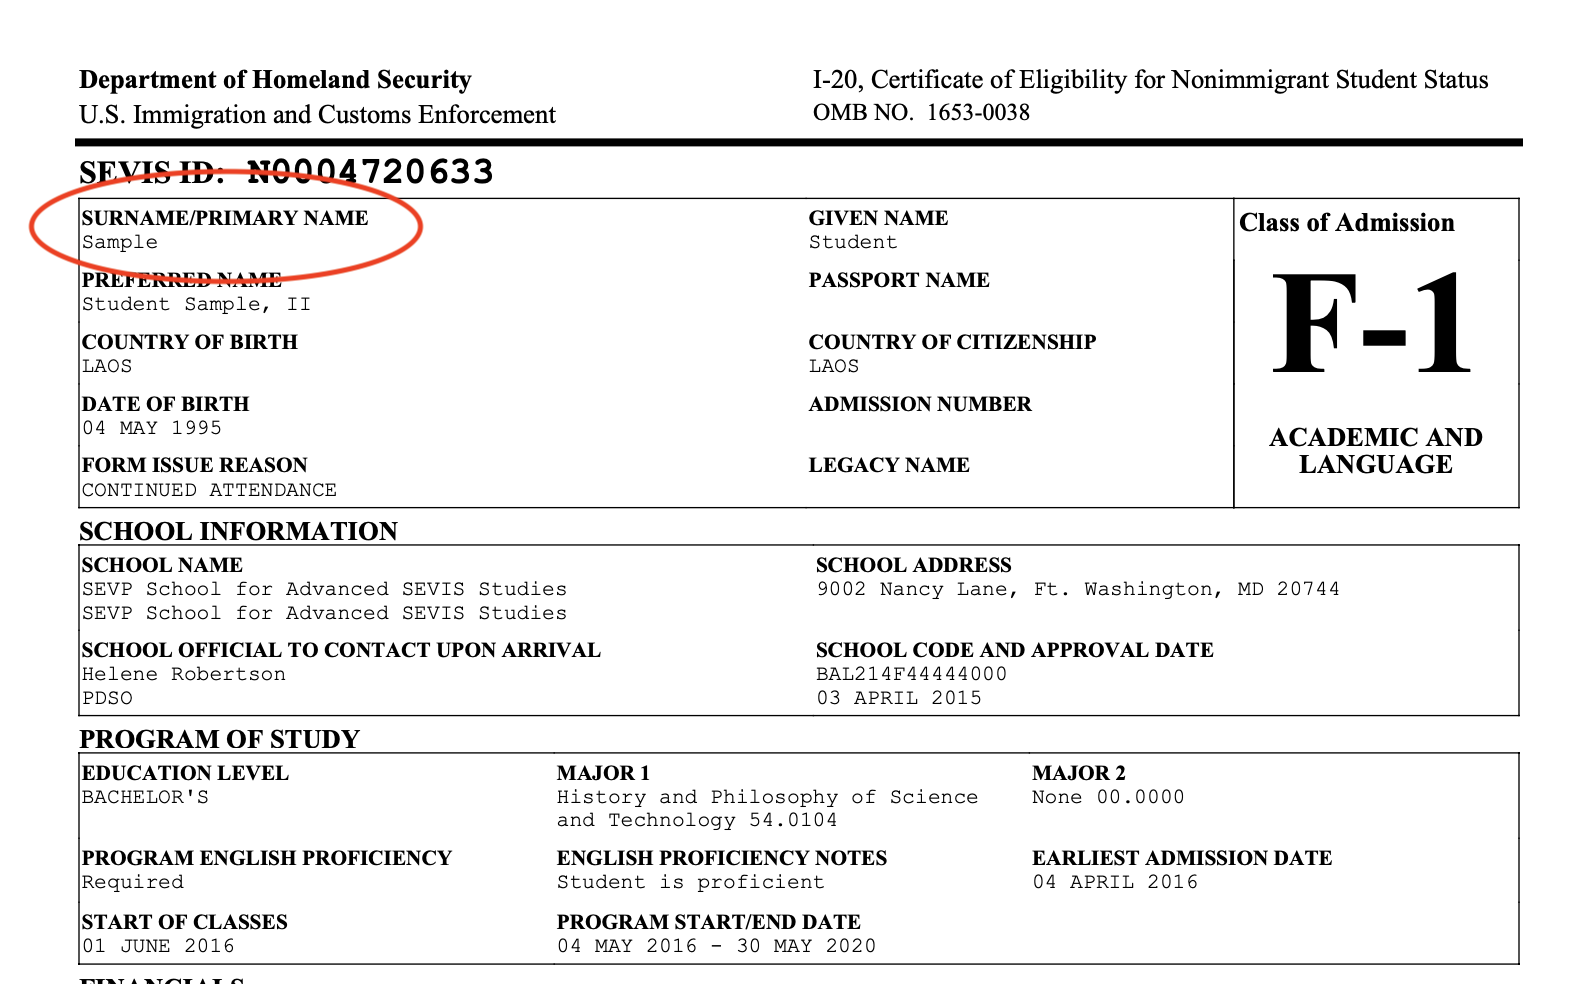 Department of Homeland Security
U.S. Immigration and Customs Enforcement
I-20, Certificate of Eligibility for Nonimmigrant Student Status
OMB NO. 1653-0038
SEVIS ID: N0004720633
SURNAME/PRIMARY NAME
Sample
GIVEN NAME
Student
PREFERRED NAME
Student Sample, II
PASSPORT NAME
COUNTRY OF BIRTH
LAOS
COUNTRY OF CITIZENSHIP
LAOS
DATE OF BIRTH
04 MAY 1995
ADMISSION NUMBER
FORM ISSUE REASON
CONTINUED ATTENDANCE
LEGACY NAME
Class of Admission
F-1
ACADEMIC AND
LANGUAGE
SCHOOL INFORMATION
SCHOOL NAME
SEVP School for Advanced SEVIS Studies
SEVP School for Advanced SEVIS Studies
SCHOOL ADDRESS
9002 Nancy Lane, Ft. Washington, MD 20744
SCHOOL OFFICIAL TO CONTACT UPON ARRIVAL
Helene Robertson
PDSO
SCHOOL CODE AND APPROVAL DATE
BAL214F44444000
03 APRIL 2015
PROGRAM OF STUDY
EDUCATION LEVEL
BACHELOR'S
MAJOR 1
History and Philosophy of Science
and Technology 54.0104
MAJOR 2
None 00.0000
PROGRAM ENGLISH PROFICIENCY
Required
ENGLISH PROFICIENCY NOTES
Student is proficient
EARLIEST ADMISSION DATE
04 APRIL 2016
START OF CLASSES
01 JUNE 2016
PROGRAM START/END DATE
04 MAY 2016 - 30 MAY 2020
FINANCIALS